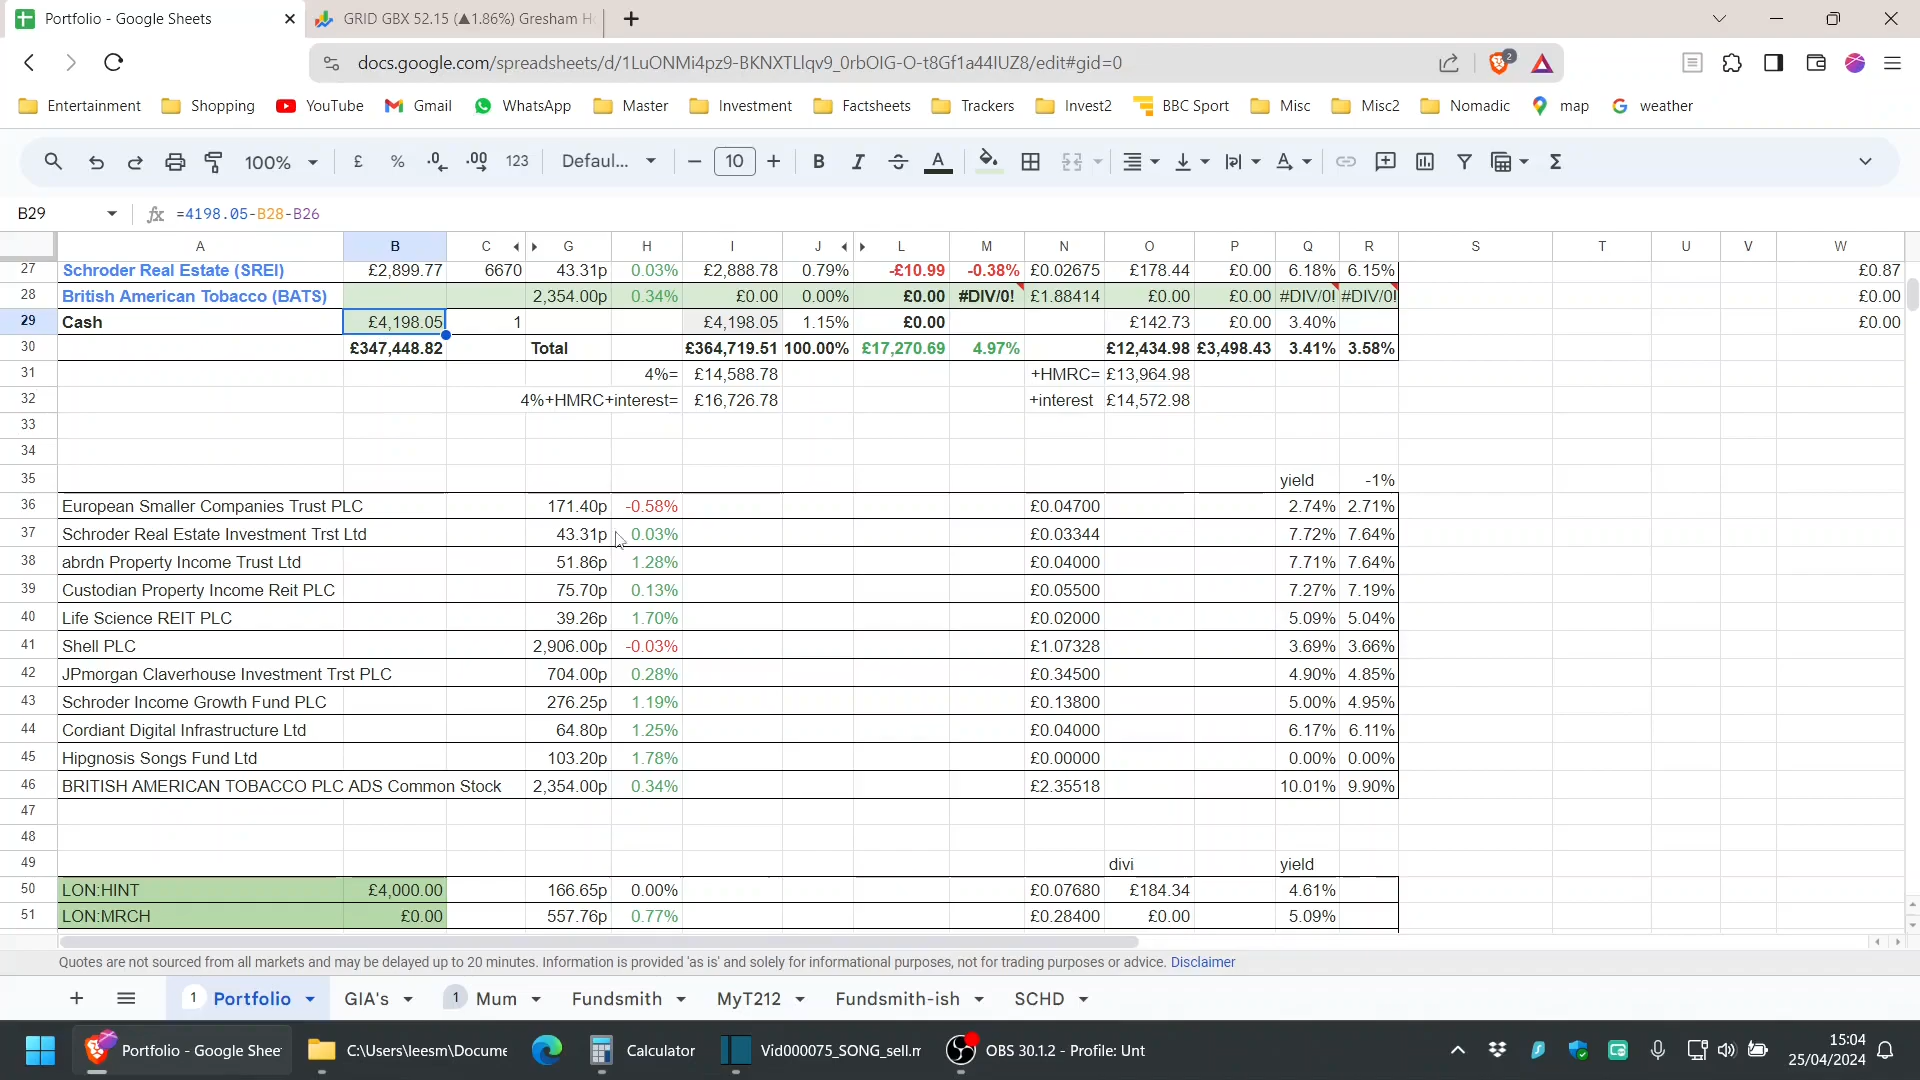 Portfolio - Google Sheets
GRID GBX 52.15 (▲1.86%) Gresham H
docs.google.com/spreadsheets/d/1LuONMi4pz9-BKNXTLlqv9_0rbOIG-O-t8Gf1a44IUZ8/edit#gid=0
2
Entertainment Shopping YouTube Gmail WhatsApp Master Investment Factsheets Trackers Invest2 BBC Sport Misc Misc2 Nomadic map weather
100% £ % .0 .00 123 Defaul... 10 B I S A
B29 fx =4198.05-B28-B26
A B C G H I J L M N O P Q R S T U V W
27 Schroder Real Estate (SREI) £2,899.77 6670 43.31p 0.03% £2,888.78 0.79% -£10.99 -0.38% £0.02675 £178.44 £0.00 6.18% 6.15% £0.87
28 British American Tobacco (BATS) 2,354.00p 0.34% £0.00 0.00% £0.00 #DIV/0! £1.88414 £0.00 £0.00 #DIV/0! #DIV/0! £0.00
29 Cash £4,198.05 1 £4,198.05 1.15% £0.00 £142.73 £0.00 3.40% £0.00
30 £347,448.82 Total £364,719.51 100.00% £17,270.69 4.97% £12,434.98 £3,498.43 3.41% 3.58%
31 4%= £14,588.78 +HMRC= £13,964.98
32 4%+HMRC+interest= £16,726.78 +interest £14,572.98
33
34
35 yield -1%
36 European Smaller Companies Trust PLC 171.40p -0.58% £0.04700 2.74% 2.71%
37 Schroder Real Estate Investment Trst Ltd 43.31p 0.03% £0.03344 7.72% 7.64%
38 abrdn Property Income Trust Ltd 51.86p 1.28% £0.04000 7.71% 7.64%
39 Custodian Property Income Reit PLC 75.70p 0.13% £0.05500 7.27% 7.19%
40 Life Science REIT PLC 39.26p 1.70% £0.02000 5.09% 5.04%
41 Shell PLC 2,906.00p -0.03% £1.07328 3.69% 3.66%
42 JPmorgan Claverhouse Investment Trst PLC 704.00p 0.28% £0.34500 4.90% 4.85%
43 Schroder Income Growth Fund PLC 276.25p 1.19% £0.13800 5.00% 4.95%
44 Cordiant Digital Infrastructure Ltd 64.80p 1.25% £0.04000 6.17% 6.11%
45 Hipgnosis Songs Fund Ltd 103.20p 1.78% £0.00000 0.00% 0.00%
46 BRITISH AMERICAN TOBACCO PLC ADS Common Stock 2,354.00p 0.34% £2.35518 10.01% 9.90%
47
48
49 divi yield
50 LON:HINT £4,000.00 166.65p 0.00% £0.07680 £184.34 4.61%
51 LON:MRCH £0.00 557.76p 0.77% £0.28400 £0.00 5.09%
Quotes are not sourced from all markets and may be delayed up to 20 minutes. Information is provided 'as is' and solely for informational purposes, not for trading purposes or advice. Disclaimer
1 Portfolio GIA's 1 Mum Fundsmith MyT212 Fundsmith-ish SCHD
Portfolio - Google Shee C:\Users\leesm\Docume Calculator Vid000075_SONG_sell.m OBS 30.1.2 - Profile: Unt
15:04
25/04/2024